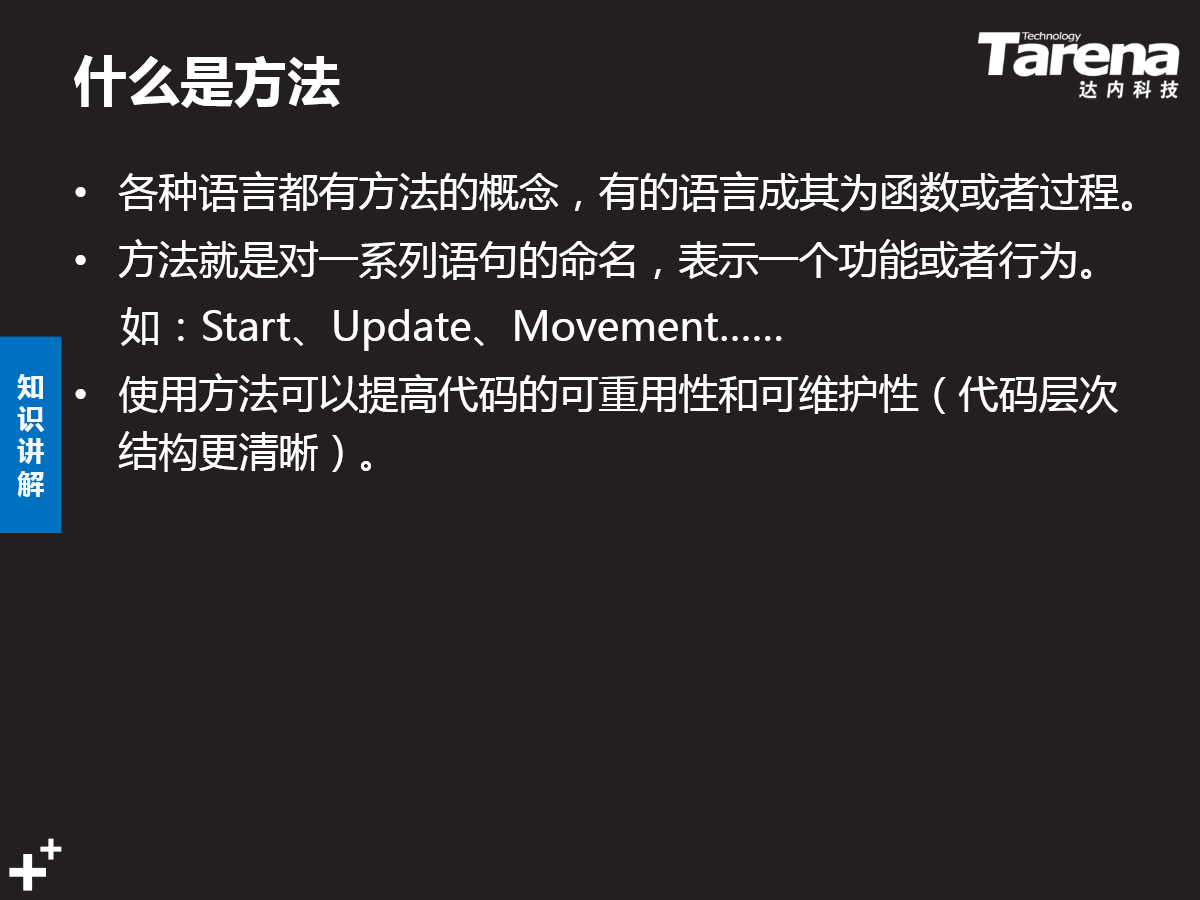 什么是方法
Technology
Tarena
达内科技
• 各种语言都有方法的概念，有的语言成其为函数或者过程。
• 方法就是对一系列语句的命名，表示一个功能或者行为。
如：Start、Update、Movement……
• 使用方法可以提高代码的可重用性和可维护性（代码层次
结构更清晰）。
知
识
讲
解